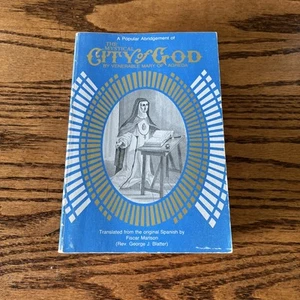 A Popular Abridgement of
THE
MYSTICAL
CITY of GOD
BY VENERABLE MARY OF AGREDA
Translated from the original Spanish by
Fiscar Marison
(Rev. George J. Blatter)